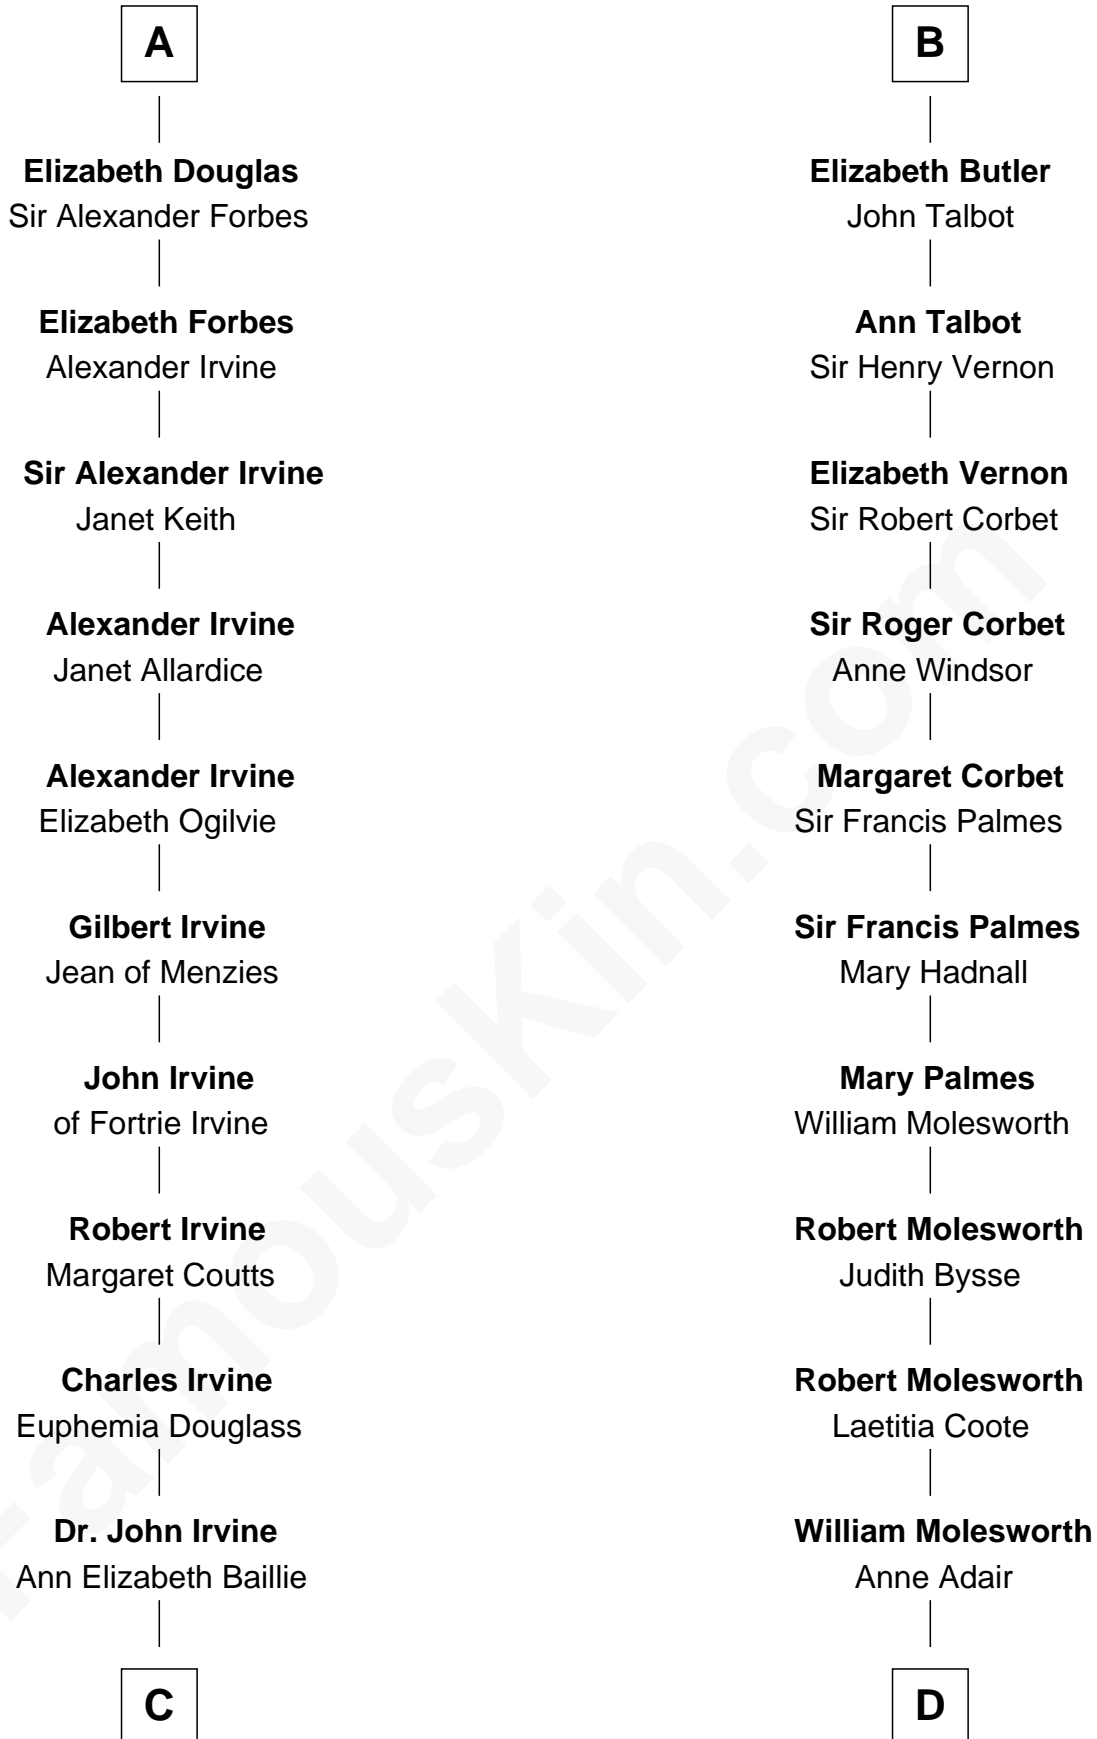 A
Elizabeth Douglas
Sir Alexander Forbes
Elizabeth Forbes
Alexander Irvine
Sir Alexander Irvine
Janet Keith
Alexander Irvine
Janet Allardice
Alexander Irvine
Elizabeth Ogilvie
Gilbert Irvine
Jean of Menzies
John Irvine
of Fortrie Irvine
Robert Irvine
Margaret Coutts
Charles Irvine
Euphemia Douglass
Dr. John Irvine
Ann Elizabeth Baillie
C
B
Elizabeth Butler
John Talbot
Ann Talbot
Sir Henry Vernon
Elizabeth Vernon
Sir Robert Corbet
Sir Roger Corbet
Anne Windsor
Margaret Corbet
Sir Francis Palmes
Sir Francis Palmes
Mary Hadnall
Mary Palmes
William Molesworth
Robert Molesworth
Judith Bysse
Robert Molesworth
Laetitia Coote
William Molesworth
Anne Adair
D
FamousKin.com